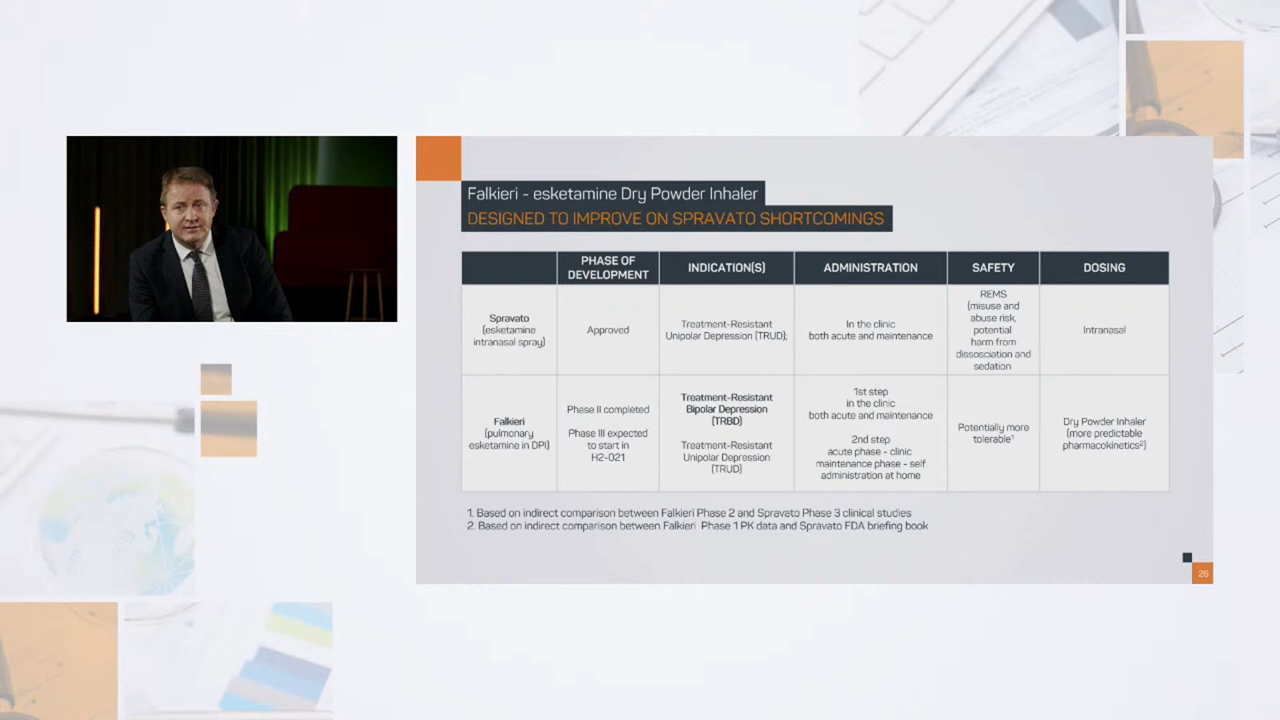 Falkieri - esketamine Dry Powder Inhaler
DESIGNED TO IMPROVE ON SPRAVATO SHORTCOMINGS
PHASE OF
DEVELOPMENT
INDICATION(S)
ADMINISTRATION
SAFETY
DOSING
Spravato
(esketamine
intranasal spray)
Approved
Treatment-Resistant
Unipolar Depression (TRUD);
In the clinic
both acute and maintenance
REMS
(misuse and
abuse risk,
potential
harm from
dissosciation and
sedation
Intranasal
Falkieri
(pulmonary
esketamine in DPI)
Phase II completed
Phase III expected
to start in
H2-021
Treatment-Resistant
Bipolar Depression
(TRBD)
Treatment-Resistant
Unipolar Depression
(TRUD)
1st step
in the clinic
both acute and maintenance
2nd step
acute phase - clinic
maintenance phase - self
administration at home
Potentially more
tolerable¹
Dry Powder Inhaler
(more predictable
pharmacokinetics²)
1. Based on indirect comparison between Falkieri Phase 2 and Spravato Phase 3 clinical studies
2. Based on indirect comparison between Falkieri Phase 1 PK data and Spravato FDA briefing book
26